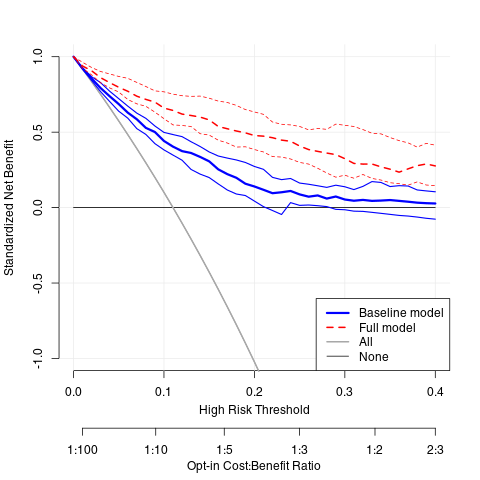 1.0
0.5
0.0
-0.5
-1.0
Standardized Net Benefit
Baseline model
Full model
All
None
0.0 0.1 0.2 0.3 0.4
High Risk Threshold
1:100 1:10 1:5 1:3 1:2 2:3
Opt-in Cost:Benefit Ratio